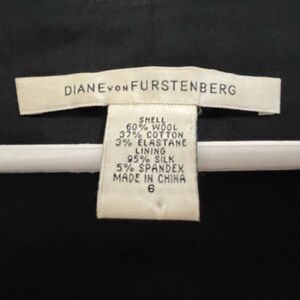 DIANE VON FURSTENBERG
SHELL
60% WOOL
37% COTTON
3% ELASTANE
LINING
95% SILK
5% SPANDEX
MADE IN CHINA
6